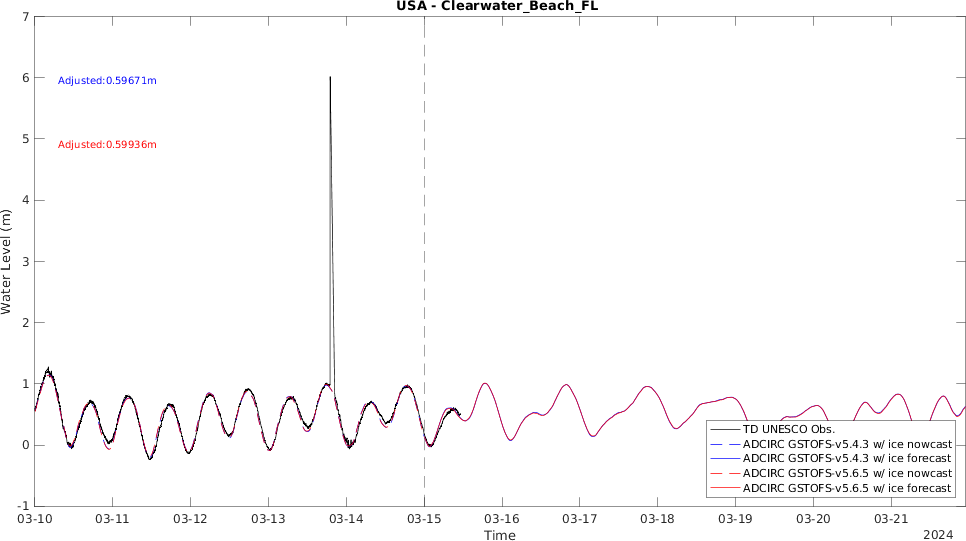 USA - Clearwater_Beach_FL
7
6
5
4
3
2
1
0
-1
Water Level (m)
Adjusted:0.59671m
Adjusted:0.59936m
TD UNESCO Obs.
ADCIRC GSTOFS-v5.4.3 w/ ice nowcast
ADCIRC GSTOFS-v5.4.3 w/ ice forecast
ADCIRC GSTOFS-v5.6.5 w/ ice nowcast
ADCIRC GSTOFS-v5.6.5 w/ ice forecast
03-10 03-11 03-12 03-13 03-14 03-15 03-16 03-17 03-18 03-19 03-20 03-21
Time
2024